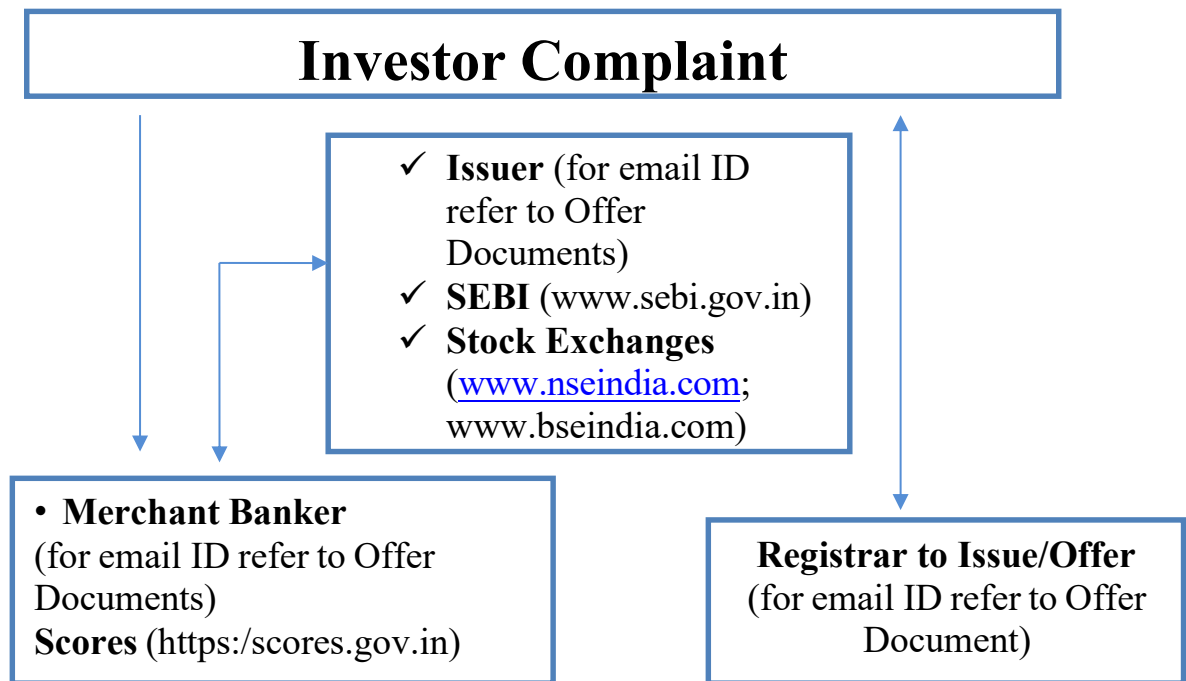 Investor Complaint
✓ Issuer (for email ID
refer to Offer
Documents)
✓ SEBI (www.sebi.gov.in)
✓ Stock Exchanges
(www.nseindia.com;
www.bseindia.com)
• Merchant Banker
(for email ID refer to Offer
Documents)
Scores (https:/scores.gov.in)
Registrar to Issue/Offer
(for email ID refer to Offer
Document)